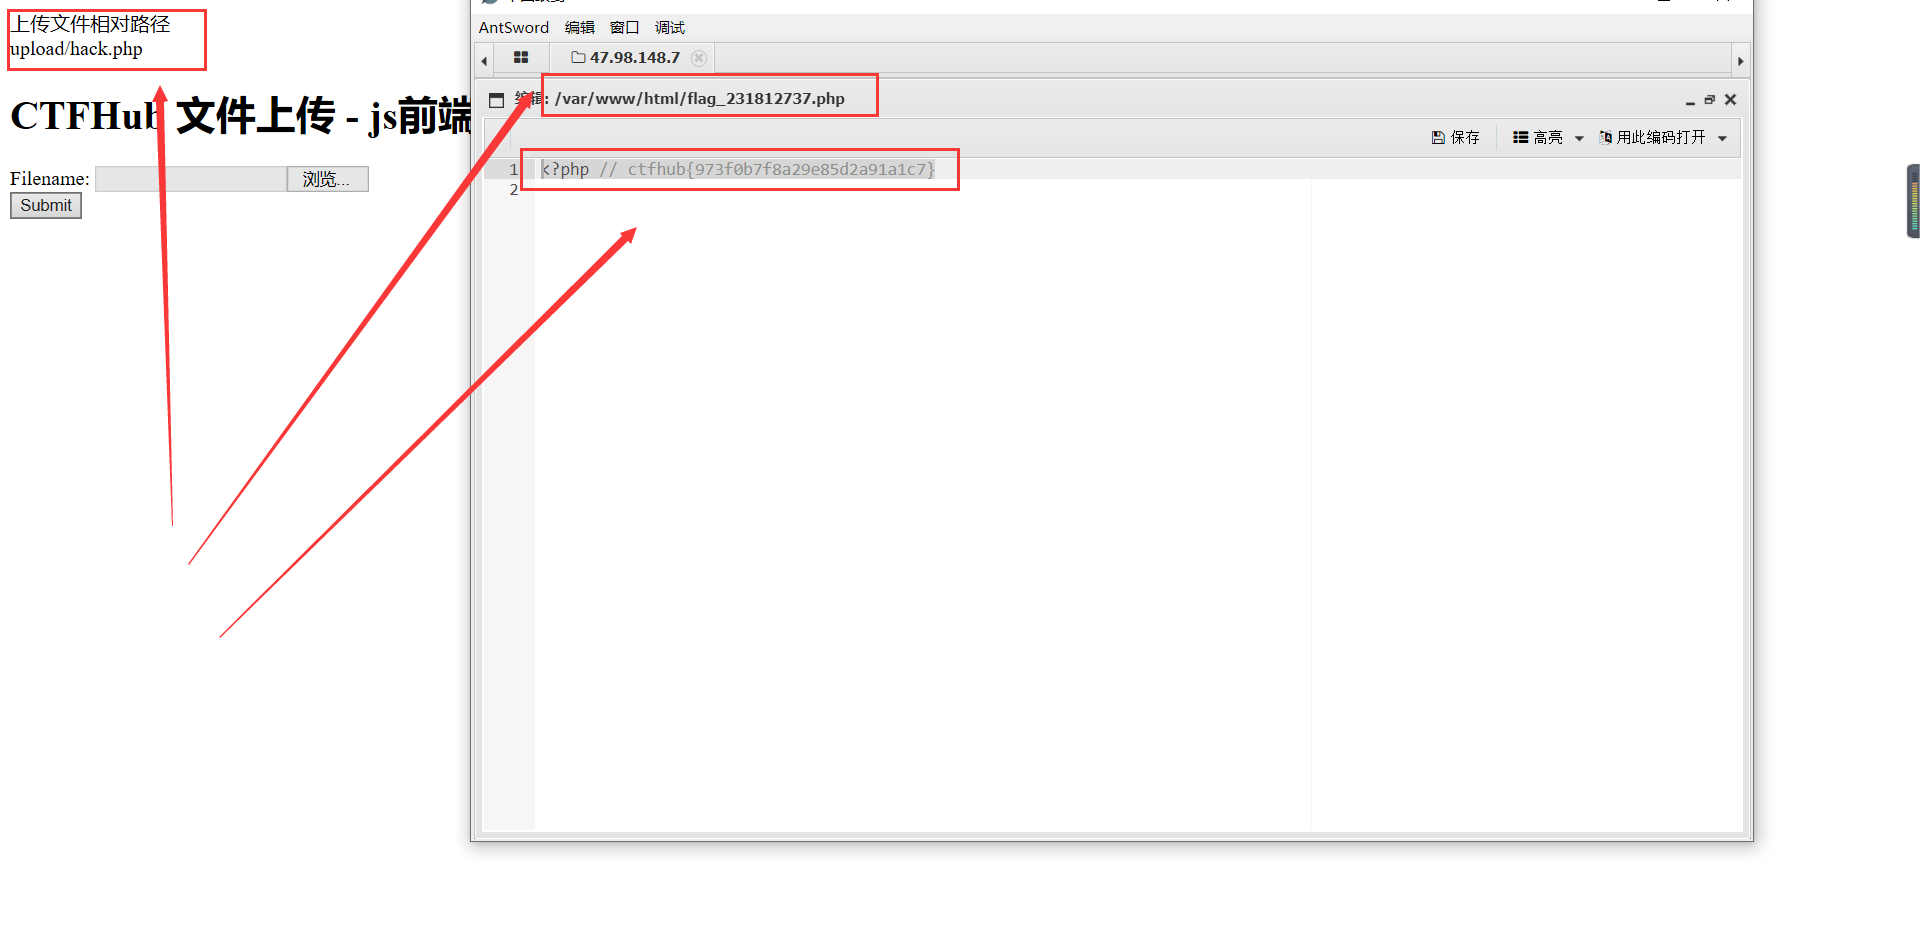 上传文件相对路径
upload/hack.php
CTFHub 文件上传 - js前端
Filename:
浏览...
Submit
AntSword 编辑 窗口 调试
47.98.148.7
编辑: /var/www/html/flag_231812737.php
保存 高亮 用此编码打开
1 <?php // ctfhub{973f0b7f8a29e85d2a91a1c7}
2